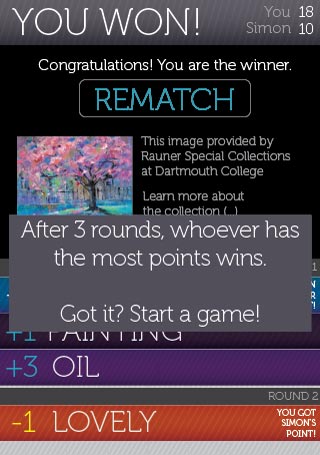 YOU WON!
You 18
Simon 10
Congratulations! You are the winner.
REMATCH
This image provided by
Rauner Special Collections
at Dartmouth College
Learn more about
the collection (...)
After 3 rounds, whoever has
the most points wins.
Got it? Start a game!
+1 PAINTING
+3 OIL
ROUND 2
-1 LOVELY
YOU GOT
SIMON'S
POINT!